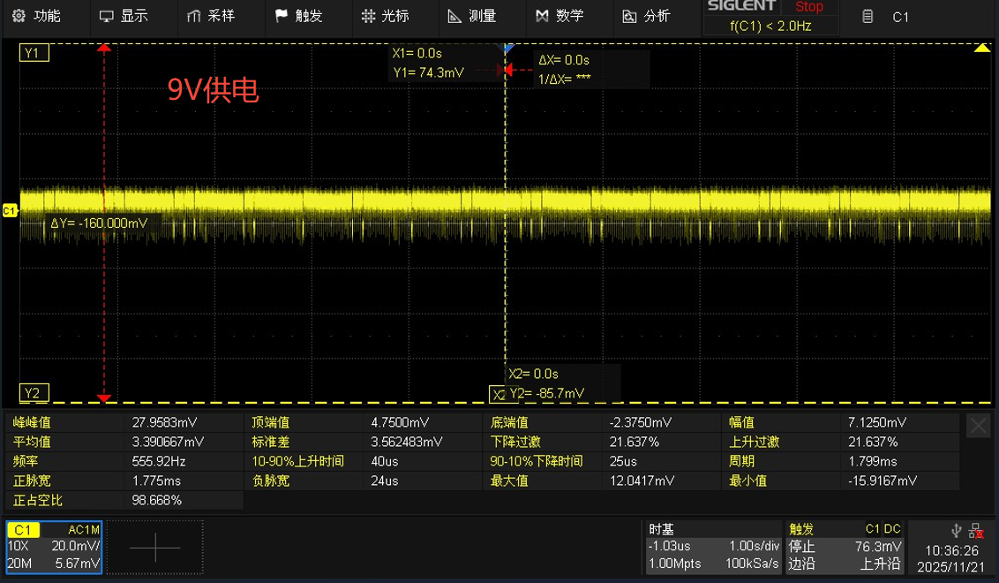 功能 显示 采样 触发 光标 测量 数学 分析 SIGLENT Stop C1
f(C1) < 2.0Hz
Y1 X1= 0.0s ΔX= 0.0s
Y1= 74.3mV 1/ΔX= ***
9V供电
C1
ΔY= -160.000mV
X2= 0.0s
Y2 X2 Y2= -85.7mV
峰峰值 27.9583mV 顶端值 4.7500mV 底端值 -2.3750mV 幅值 7.1250mV
平均值 3.390667mV 标准差 3.562483mV 下降过激 21.637% 上升过激 21.637%
频率 555.92Hz 10-90%上升时间 40us 90-10%下降时间 25us 周期 1.799ms
正脉宽 1.775ms 负脉宽 24us 最大值 12.0417mV 最小值 -15.9167mV
正占空比 98.668%
C1 AC1M 时基 触发 C1 DC
10X 20.0mV/ -1.03us 1.00s/div 停止 76.3mV 10:36:26
20M 5.67mV 1.00Mpts 100kSa/s 边沿 上升沿 2025/11/21